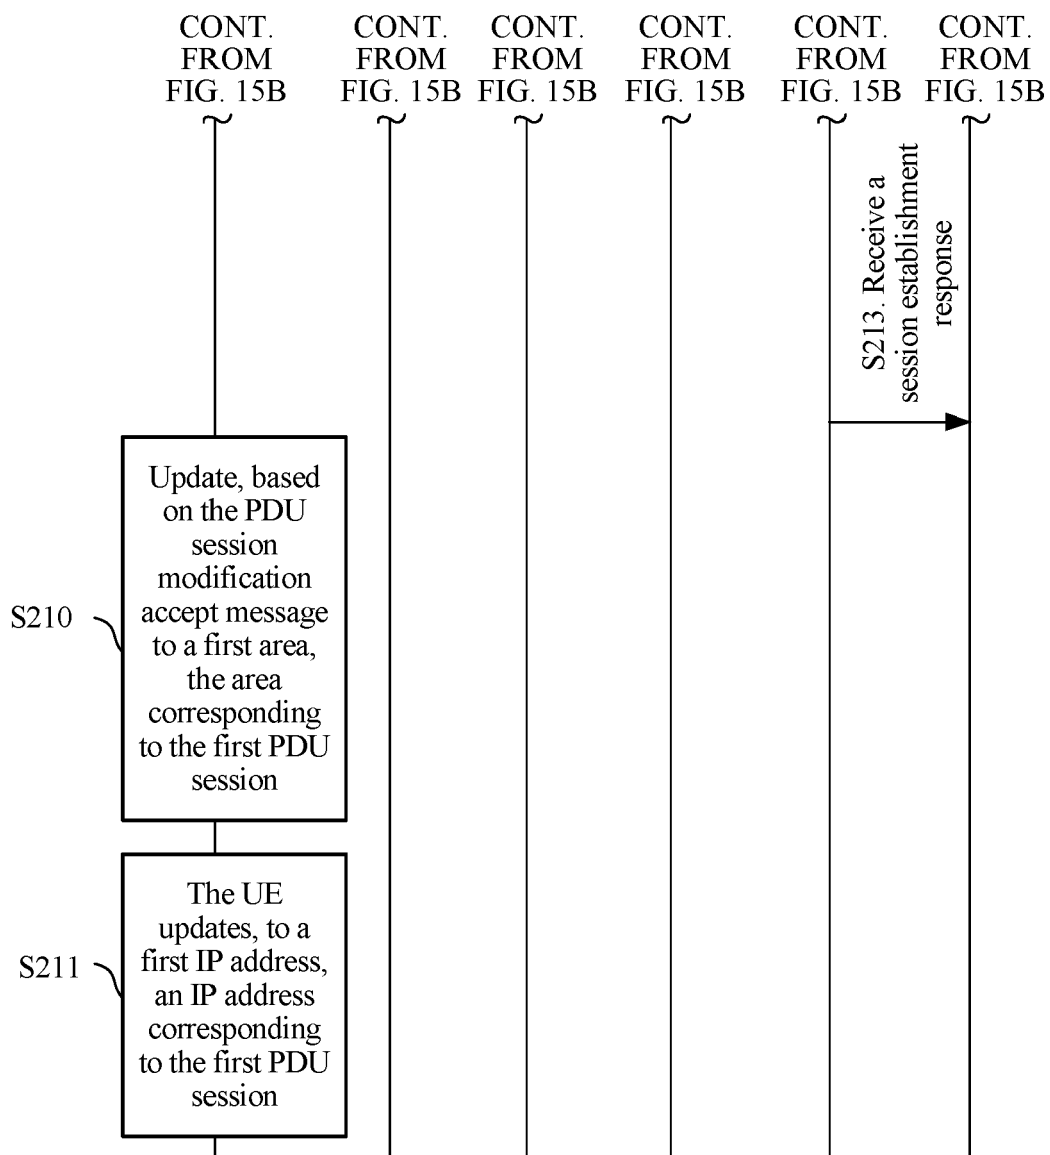 CONT.
FROM
FIG. 15B
CONT.
FROM
FIG. 15B
CONT.
FROM
FIG. 15B
CONT.
FROM
FIG. 15B
CONT.
FROM
FIG. 15B
CONT.
FROM
FIG. 15B
S213. Receive a
session establishment
response
S210
Update, based
on the PDU
session
modification
accept message
to a first area,
the area
corresponding
to the first PDU
session
S211
The UE
updates, to a
first IP address,
an IP address
corresponding
to the first PDU
session